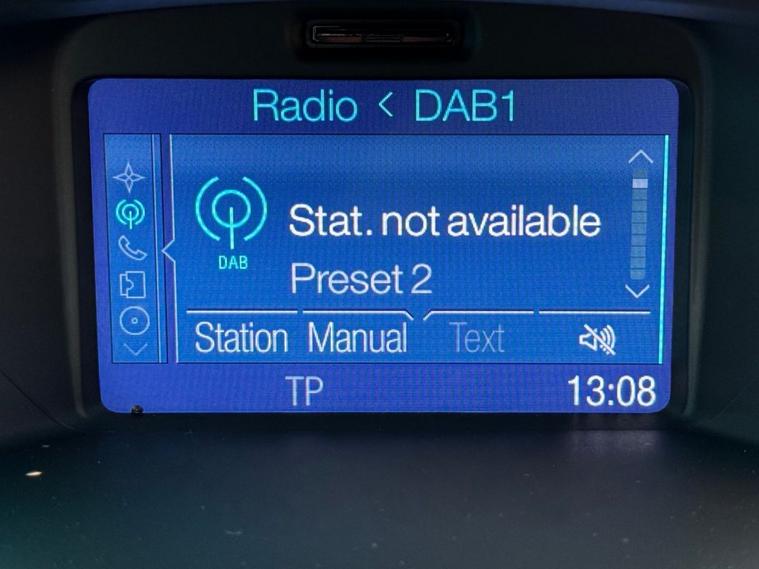 Radio < DAB1
Stat. not available
DAB
Preset 2
Station Manual Text
TP 13:08